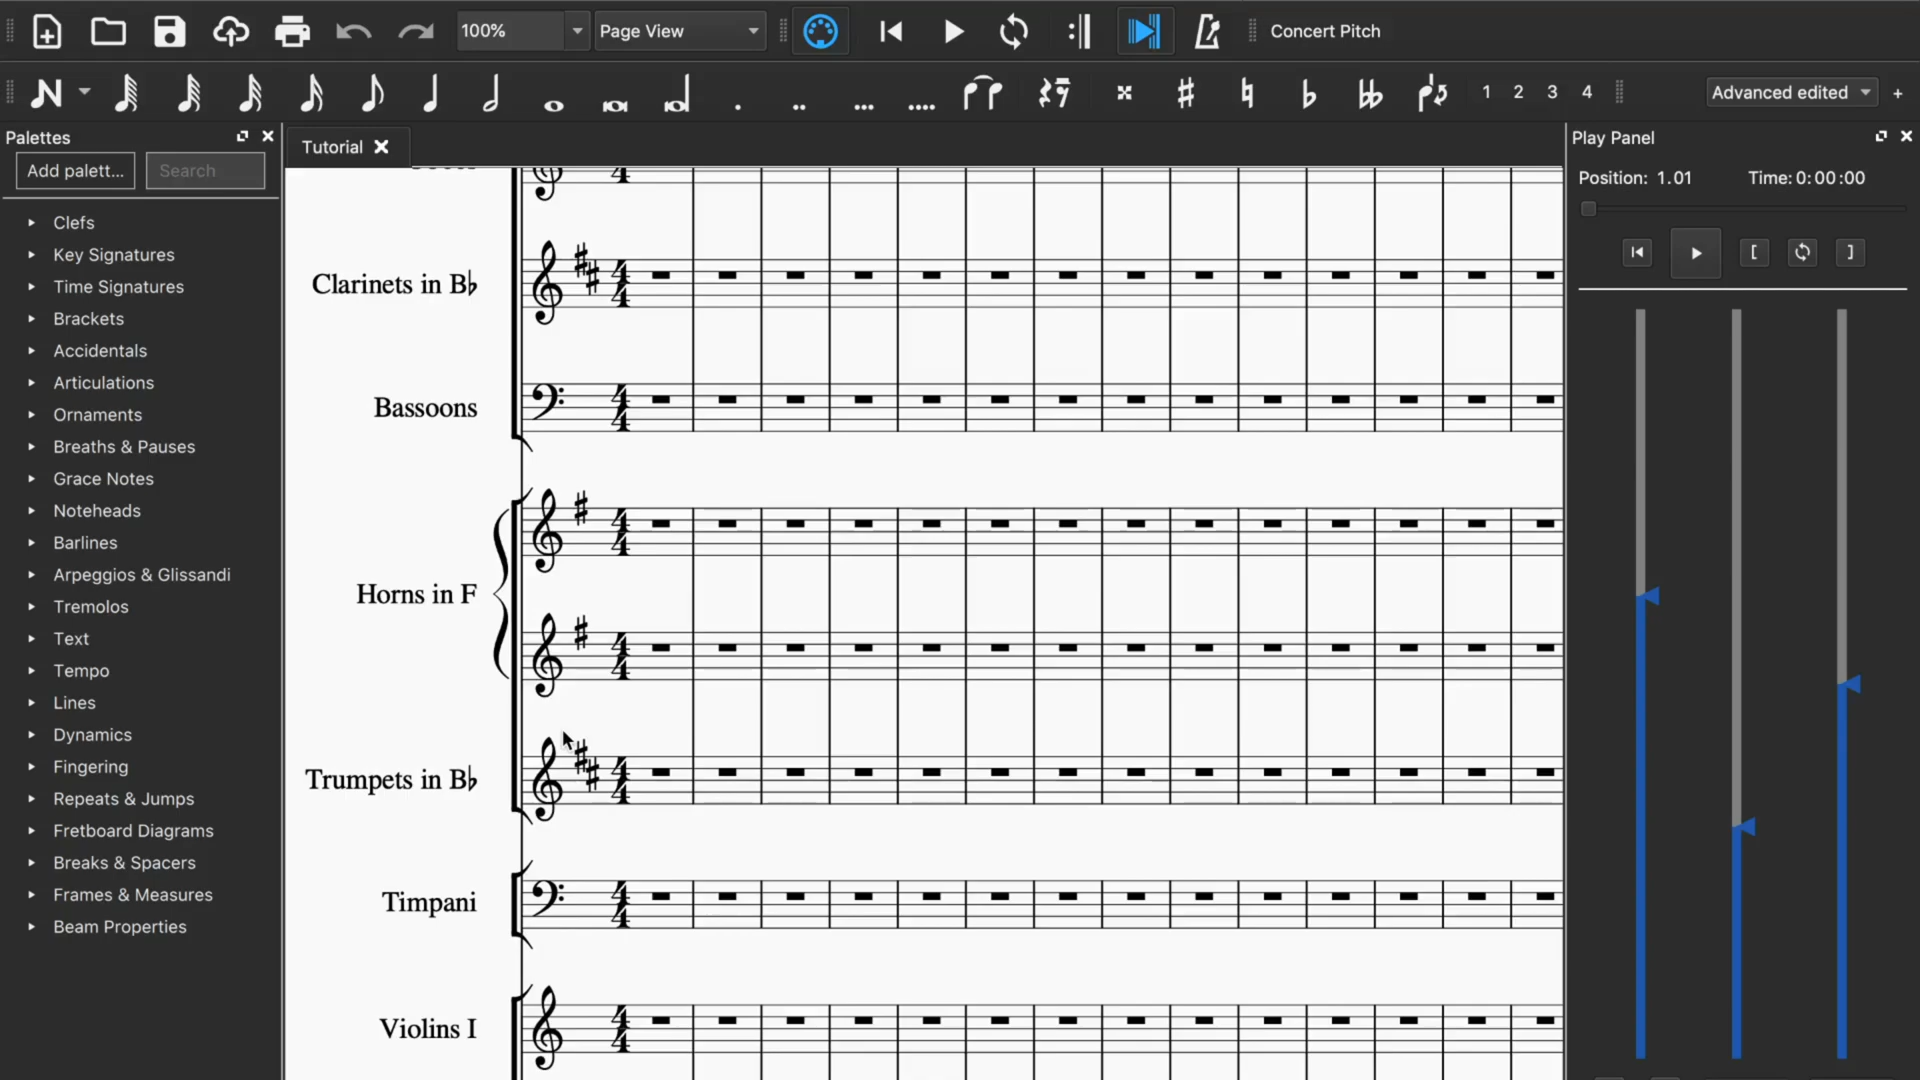 100%
Page View
Concert Pitch
1 2 3 4
Advanced edited
+
Palettes
Add palett...
Search
Clefs
Key Signatures
Time Signatures
Brackets
Accidentals
Articulations
Ornaments
Breaths & Pauses
Grace Notes
Noteheads
Barlines
Arpeggios & Glissandi
Tremolos
Text
Tempo
Lines
Dynamics
Fingering
Repeats & Jumps
Fretboard Diagrams
Breaks & Spacers
Frames & Measures
Beam Properties
Tutorial
Clarinets in B♭
Bassoons
Horns in F
Trumpets in B♭
Timpani
Violins I
Play Panel
Position: 1.01 Time: 0:00:00